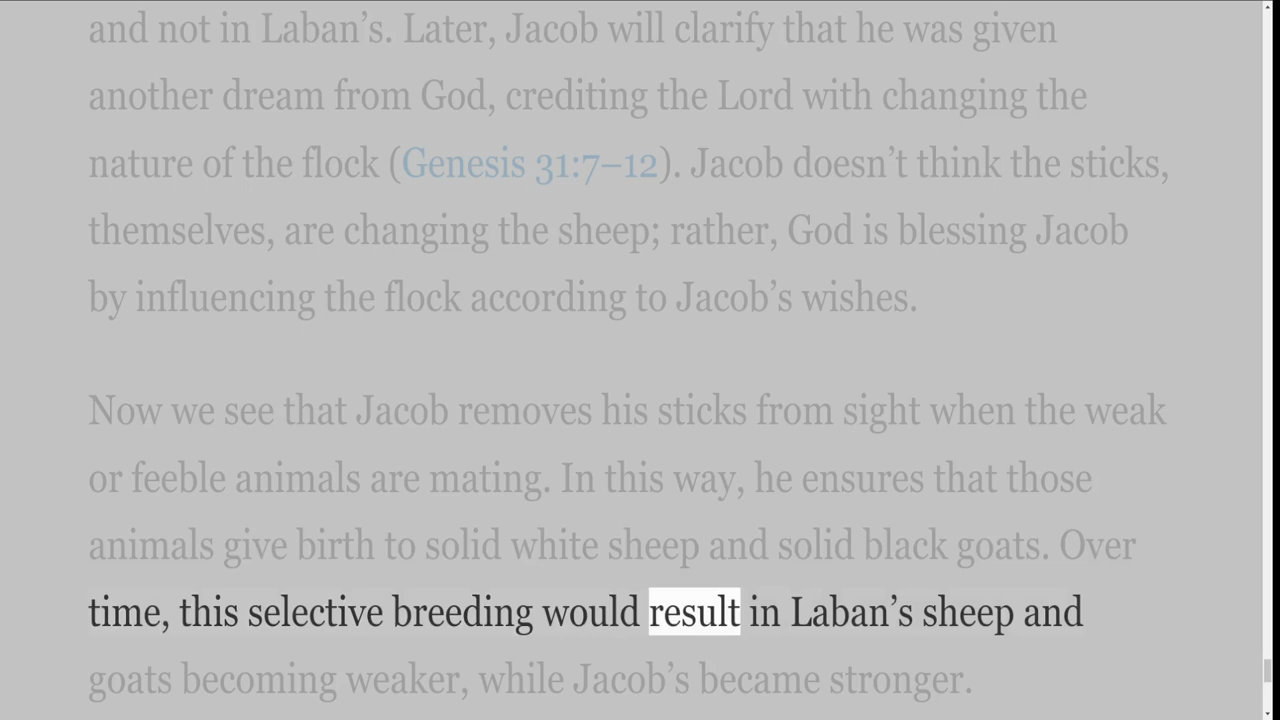 and not in Laban’s. Later, Jacob will clarify that he was given
another dream from God, crediting the Lord with changing the
nature of the flock (Genesis 31:7–12). Jacob doesn’t think the sticks,
themselves, are changing the sheep; rather, God is blessing Jacob
by influencing the flock according to Jacob’s wishes.
Now we see that Jacob removes his sticks from sight when the weak
or feeble animals are mating. In this way, he ensures that those
animals give birth to solid white sheep and solid black goats. Over
time, this selective breeding would result in Laban’s sheep and
goats becoming weaker, while Jacob’s became stronger.